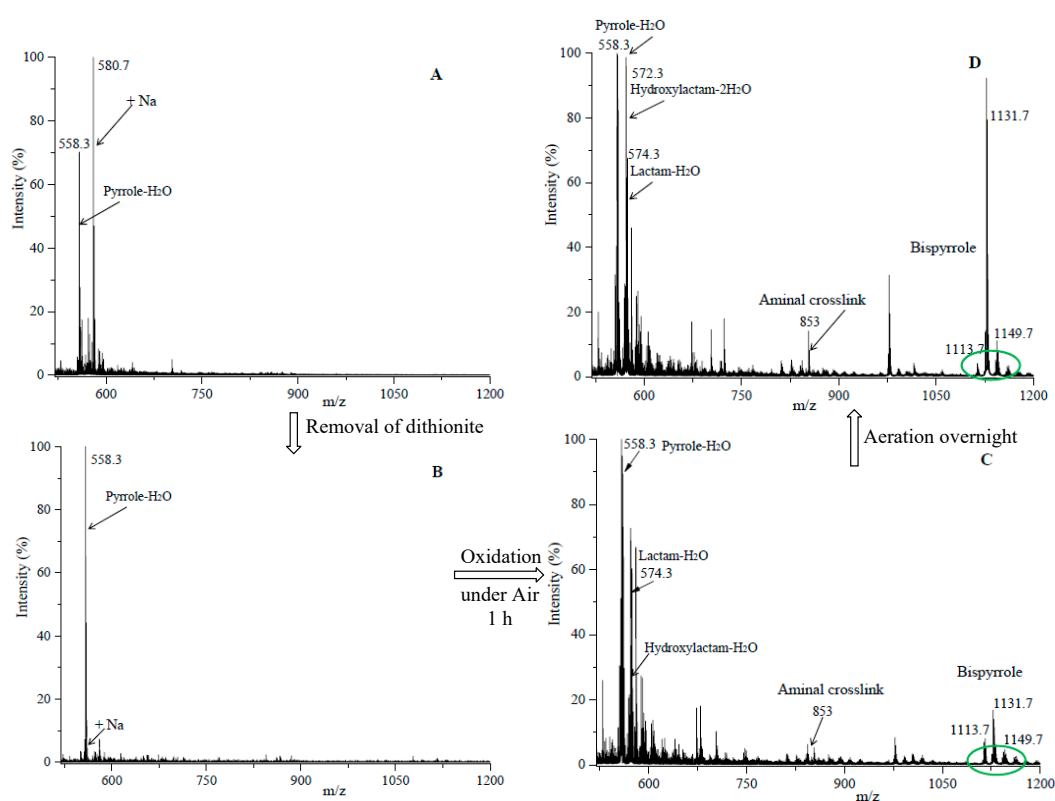 A
Intensity (%)
100
80
60
40
20
0
580.7
+ Na
558.3
Pyrrole-H2O
600
750
900
1050
1200
m/z
Removal of dithionite
B
Intensity (%)
100
80
60
40
20
0
558.3
Pyrrole-H2O
+ Na
600
750
900
1050
1200
m/z
Oxidation
under Air
1 h
C
Intensity (%)
100
80
60
40
20
0
558.3
Pyrrole-H2O
Lactam-H2O
574.3
Hydroxylactam-H2O
Aminal crosslink
853
Bispyrrole
1131.7
1113.7
1149.7
600
750
900
1050
1200
m/z
Aeration overnight
D
Intensity (%)
100
80
60
40
20
0
Pyrrole-H2O
558.3
572.3
Hydroxylactam-2H2O
574.3
Lactam-H2O
1131.7
Bispyrrole
Aminal crosslink
853
1113.7
1149.7
600
750
900
1050
1200
m/z